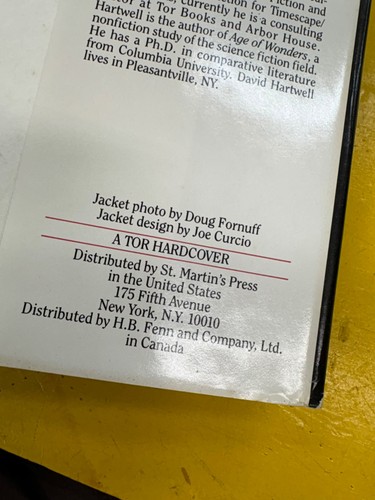 Fiction and
, currently he is a consulting
at Tor Books and Arbor House.
Hartwell is the author of Age of Wonders, a
nonfiction study of the science fiction field.
He has a Ph.D. in comparative literature
from Columbia University. David Hartwell
lives in Pleasantville, NY.
Jacket photo by Doug Fornuff
Jacket design by Joe Curcio
A TOR HARDCOVER
Distributed by St. Martin's Press
in the United States
175 Fifth Avenue
New York, N.Y. 10010
Distributed by H.B. Fenn and Company, Ltd.
in Canada